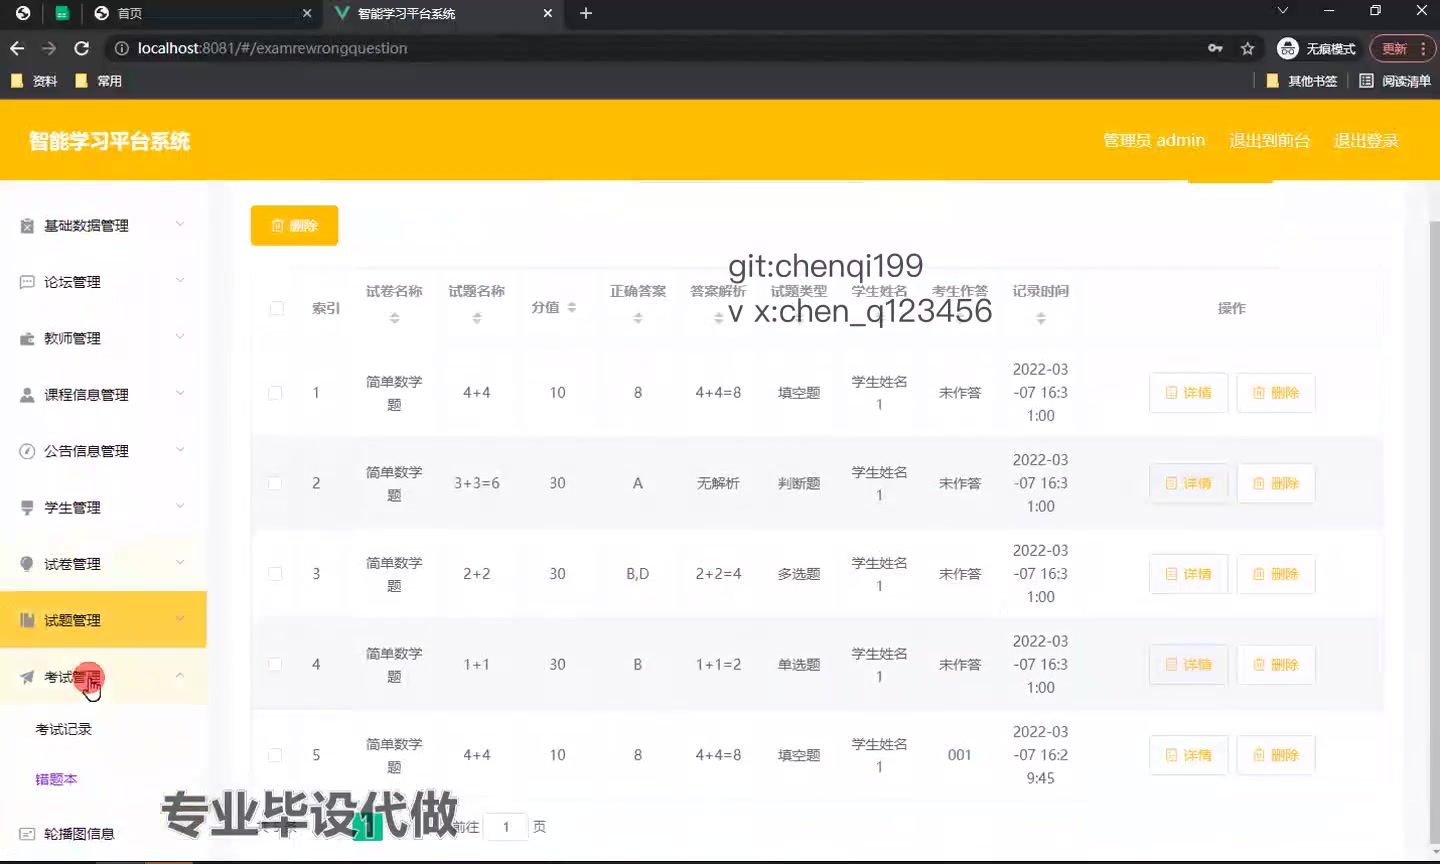 首页
智能学习平台系统
localhost:8081/#/examrewrongquestion
无痕模式
更新
资料
常用
其他书签
阅读清单
智能学习平台系统
管理员 admin
退出到前台
退出登录
基础数据管理
论坛管理
教师管理
课程信息管理
公告信息管理
学生管理
试卷管理
试题管理
考试管理
考试记录
错题本
轮播图信息
删除
git:chenqi199
v x:chen_q123456
索引 试卷名称 试题名称 分值 正确答案 答案解析 试题类型 学生姓名 考生作答 记录时间 操作
1 简单数学题 4+4 10 8 4+4=8 填空题 学生姓名1 未作答 2022-03-07 16:31:00 详情 删除
2 简单数学题 3+3=6 30 A 无解析 判断题 学生姓名1 未作答 2022-03-07 16:31:00 详情 删除
3 简单数学题 2+2 30 B,D 2+2=4 多选题 学生姓名1 未作答 2022-03-07 16:31:00 详情 删除
4 简单数学题 1+1 30 B 1+1=2 单选题 学生姓名1 未作答 2022-03-07 16:31:00 详情 删除
5 简单数学题 4+4 10 8 4+4=8 填空题 学生姓名1 001 2022-03-07 16:29:45 详情 删除
专业毕设代做
1
前往 1 页